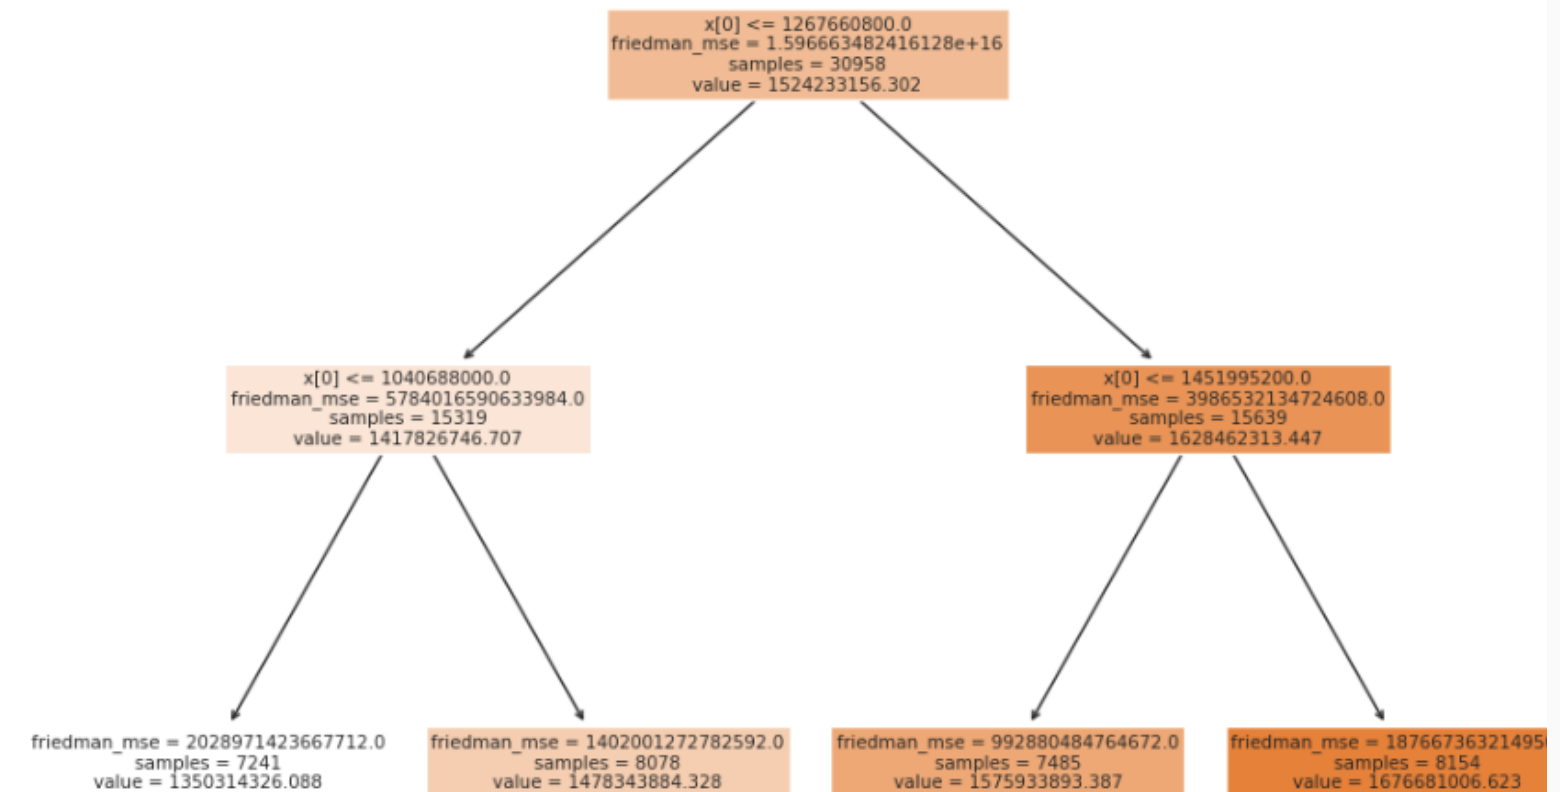 x[0] <= 1267660800.0
friedman_mse = 1.596663482416128e+16
samples = 30958
value = 1524233156.302
x[0] <= 1040688000.0
friedman_mse = 5784016590633984.0
samples = 15319
value = 1417826746.707
x[0] <= 1451995200.0
friedman_mse = 3986532134724608.0
samples = 15639
value = 1628462313.447
friedman_mse = 2028971423667712.0
samples = 7241
value = 1350314326.088
friedman_mse = 1402001272782592.0
samples = 8078
value = 1478343884.328
friedman_mse = 992880484764672.0
samples = 7485
value = 1575933893.387
friedman_mse =
samples = 8154
value = 1676681006.623